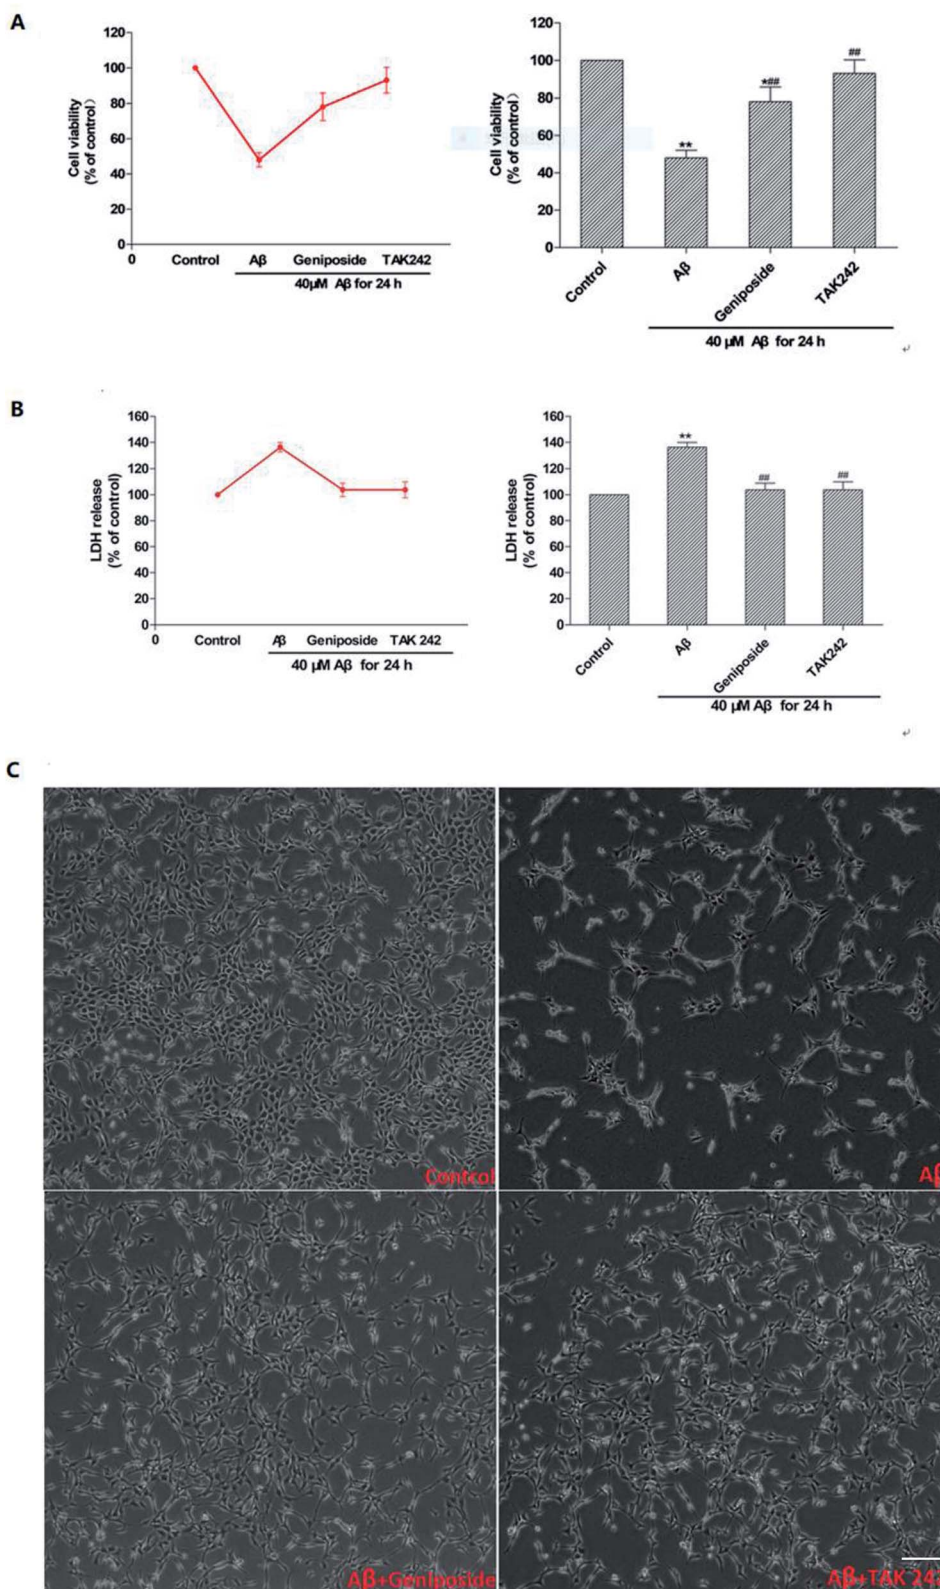 A
120
100
80
60
40
20
0
Cell viability
(% of control)
0 Control Aβ Geniposide TAK242
40μM Aβ for 24 h
120
100
80
60
40
20
0
Cell viability
(% of control)
**
*##
##
Control Aβ Geniposide TAK242
40 μM Aβ for 24 h
B
160
140
120
100
80
60
40
20
0
LDH release
(% of control)
0 Control Aβ Geniposide TAK 242
40 μM Aβ for 24 h
160
140
120
100
80
60
40
20
0
LDH release
(% of control)
**
##
##
Control Aβ Geniposide TAK242
40 μM Aβ for 24 h
C
Control
Aβ
Aβ+Geniposide
Aβ+TAK 24